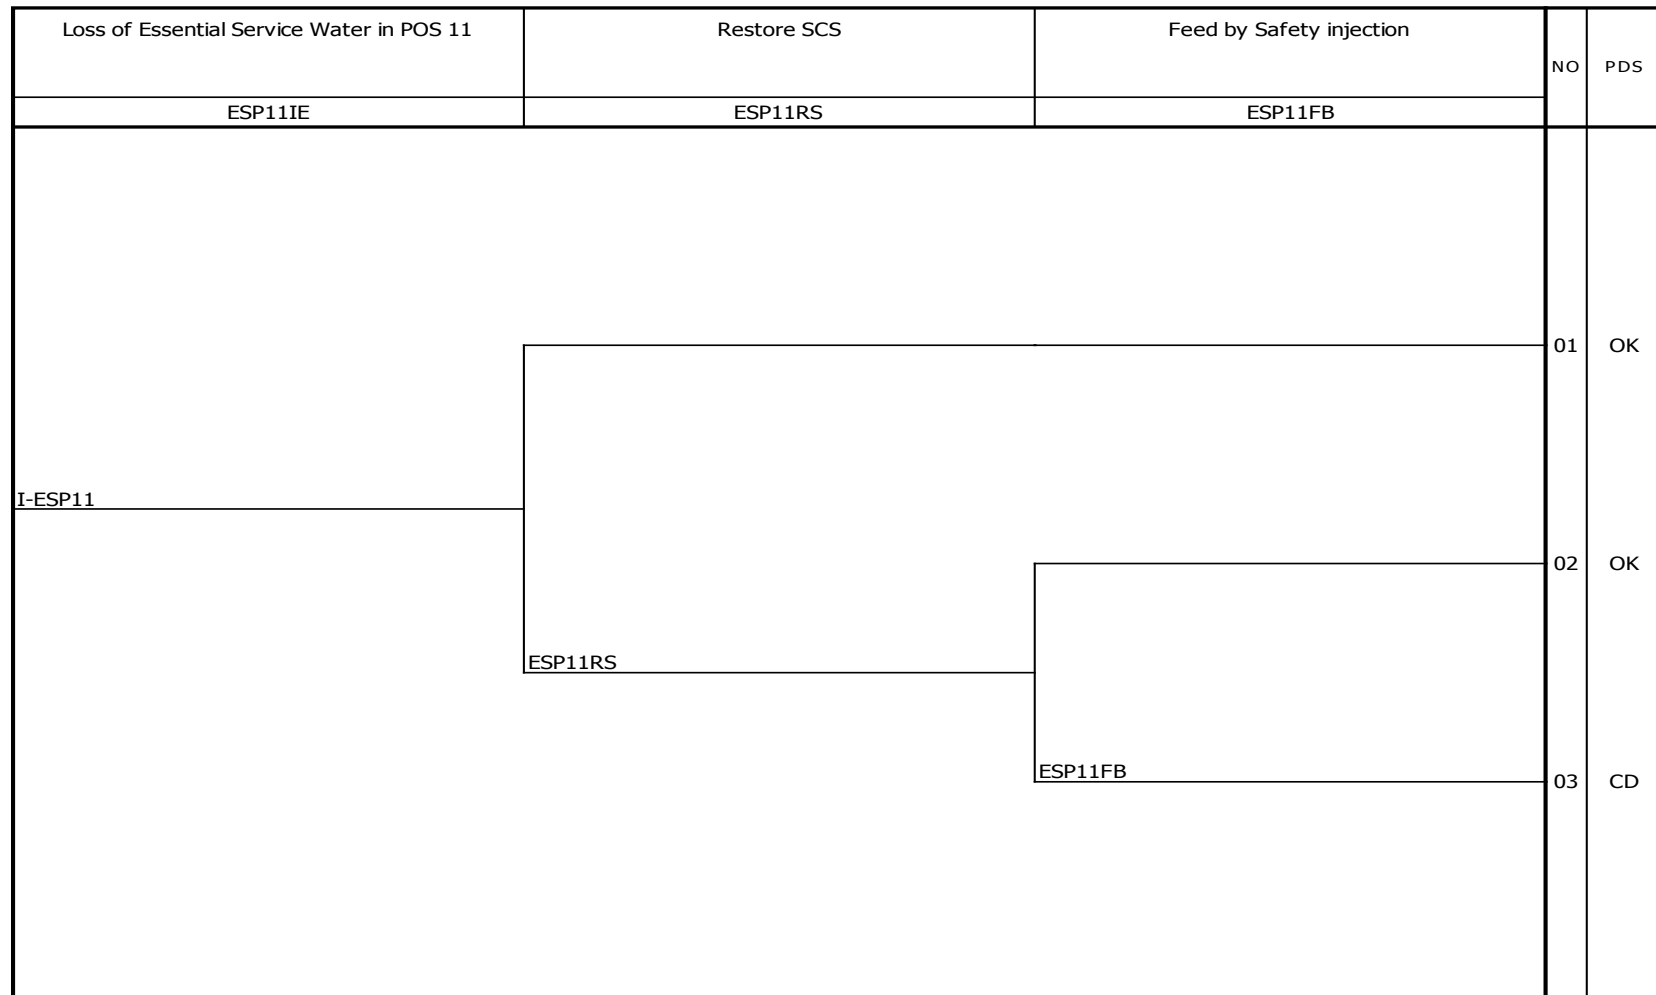 Loss of Essential Service Water in POS 11
Restore SCS
Feed by Safety injection
NO
PDS
ESP11IE
ESP11RS
ESP11FB
01
OK
I-ESP11
02
OK
ESP11RS
ESP11FB
03
CD